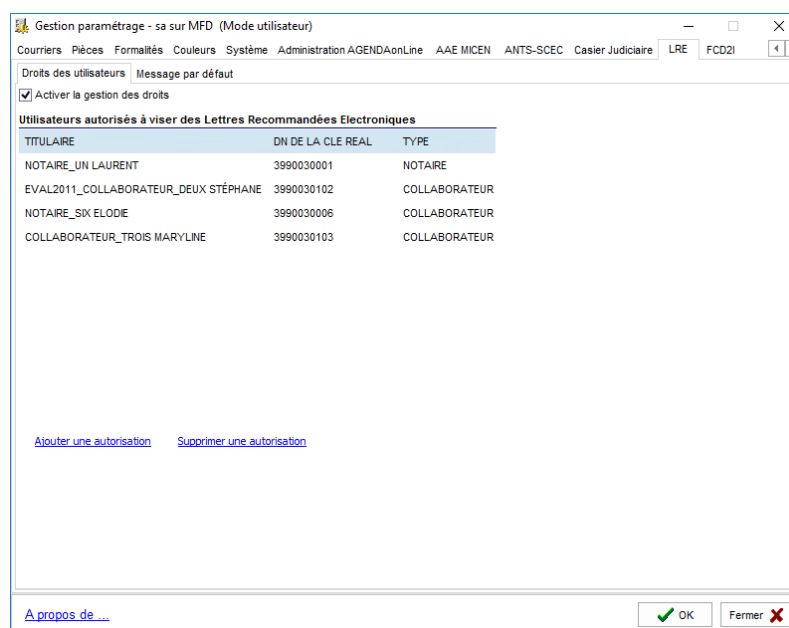 Gestion paramétrage - sa sur MFD (Mode utilisateur)
Courriers Pièces Formalités Couleurs Système Administration AGENDAonLine AAE MICEN ANTS-SCEC Casier Judiciaire LRE FCD2I
Droits des utilisateurs Message par défaut
Activer la gestion des droits
Utilisateurs autorisés à viser des Lettres Recommandées Electroniques
TITULAIRE DN DE LA CLE REAL TYPE
NOTAIRE_UN LAURENT 3990030001 NOTAIRE
EVAL2011_COLLABORATEUR_DEUX STÉPHANE 3990030102 COLLABORATEUR
NOTAIRE_SIX ELODIE 3990030006 COLLABORATEUR
COLLABORATEUR_TROIS MARYLINE 3990030103 COLLABORATEUR
Ajouter une autorisation Supprimer une autorisation
A propos de ... OK Fermer